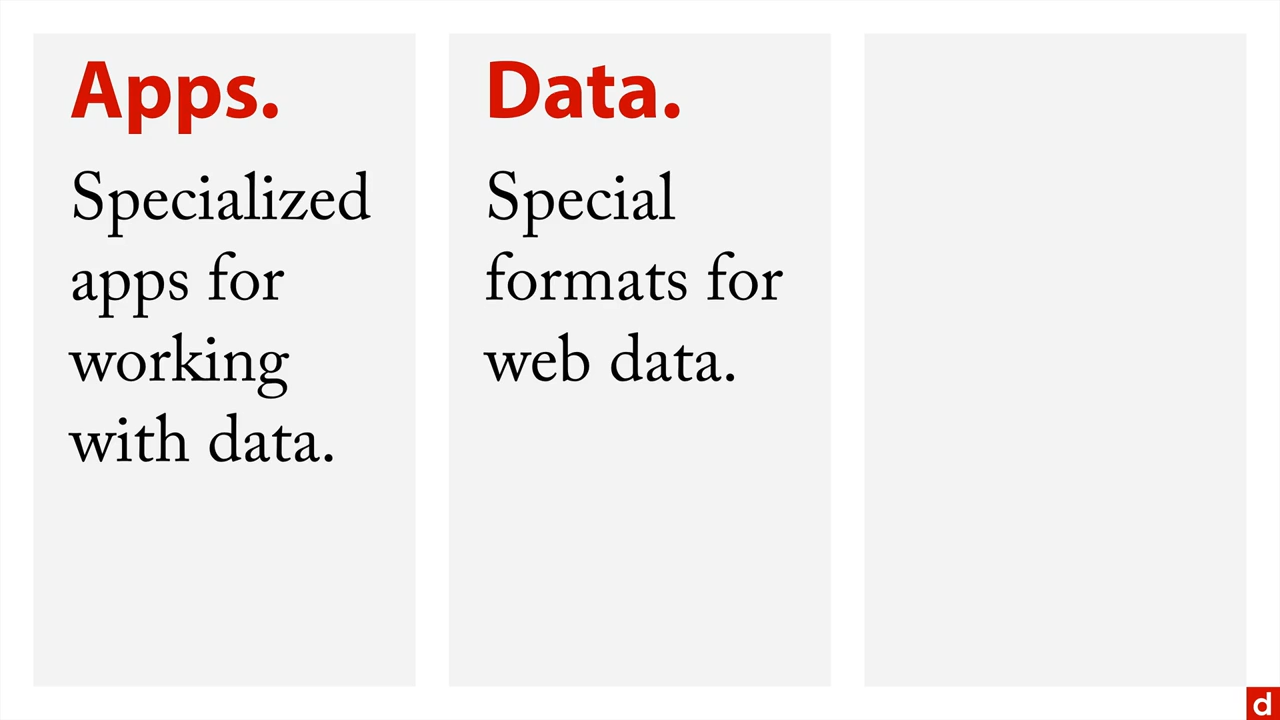 Apps.
Specialized
apps for
working
with data.
Data.
Special
formats for
web data.
d